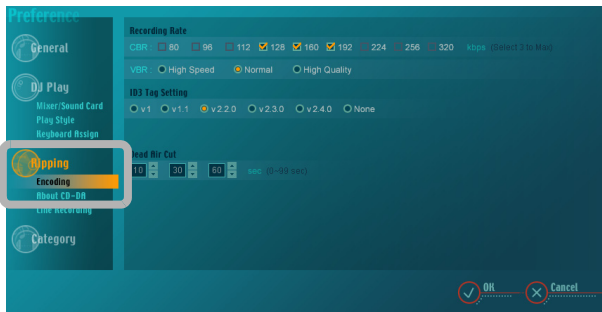 Preference
General
DJ Play
Mixer/Sound Card
Play Style
Keyboard Assign
Ripping
Encoding
About CD-DA
Line Recording
Category
Recording Rate
CBR : 80 96 112 128 160 192 224 256 320 kbps (Select 3 to Max)
VBR : High Speed Normal High Quality
ID3 Tag Setting
v1 v1.1 v2.2.0 v2.3.0 v2.4.0 None
Dead Air Cut
10 30 60 sec (0~99 sec)
OK Cancel